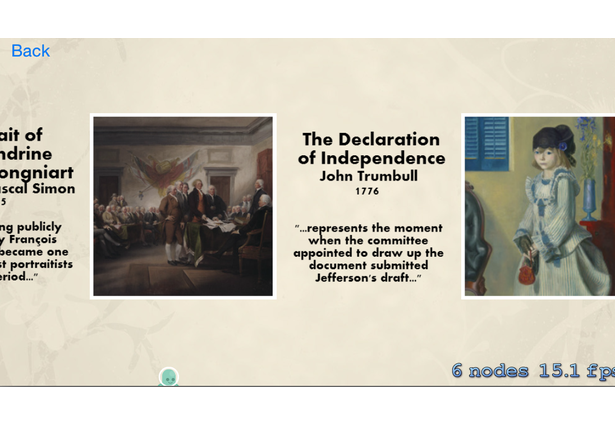 Back
ait of
ndrine
ongniart
ascal Simon
5
ng publicly
y François
became one
st portraitists
eriod..."
The Declaration
of Independence
John Trumbull
1776
"...represents the moment
when the committee
appointed to draw up the
document submitted
Jefferson's draft..."
6 nodes 15.1 fps